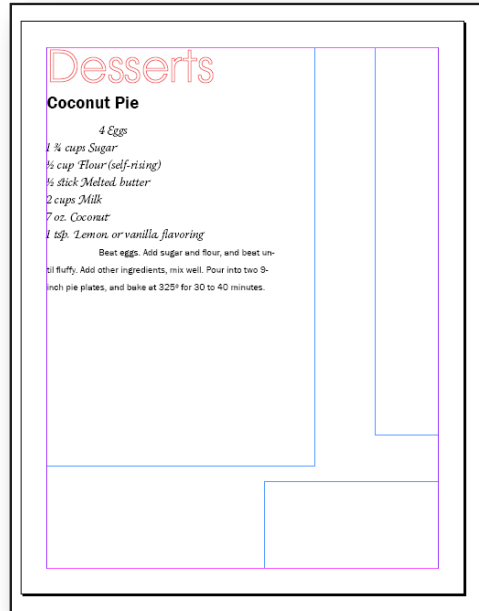 Desserts
Coconut Pie
4 Eggs
1 ¾ cups Sugar
½ cup Flour (self-rising)
½ stick Melted butter
2 cups Milk
7 oz. Coconut
1 tsp. Lemon or vanilla flavoring
Beat eggs. Add sugar and flour, and beat un-
til fluffy. Add other ingredients, mix well. Pour into two 9-
inch pie plates, and bake at 325º for 30 to 40 minutes.